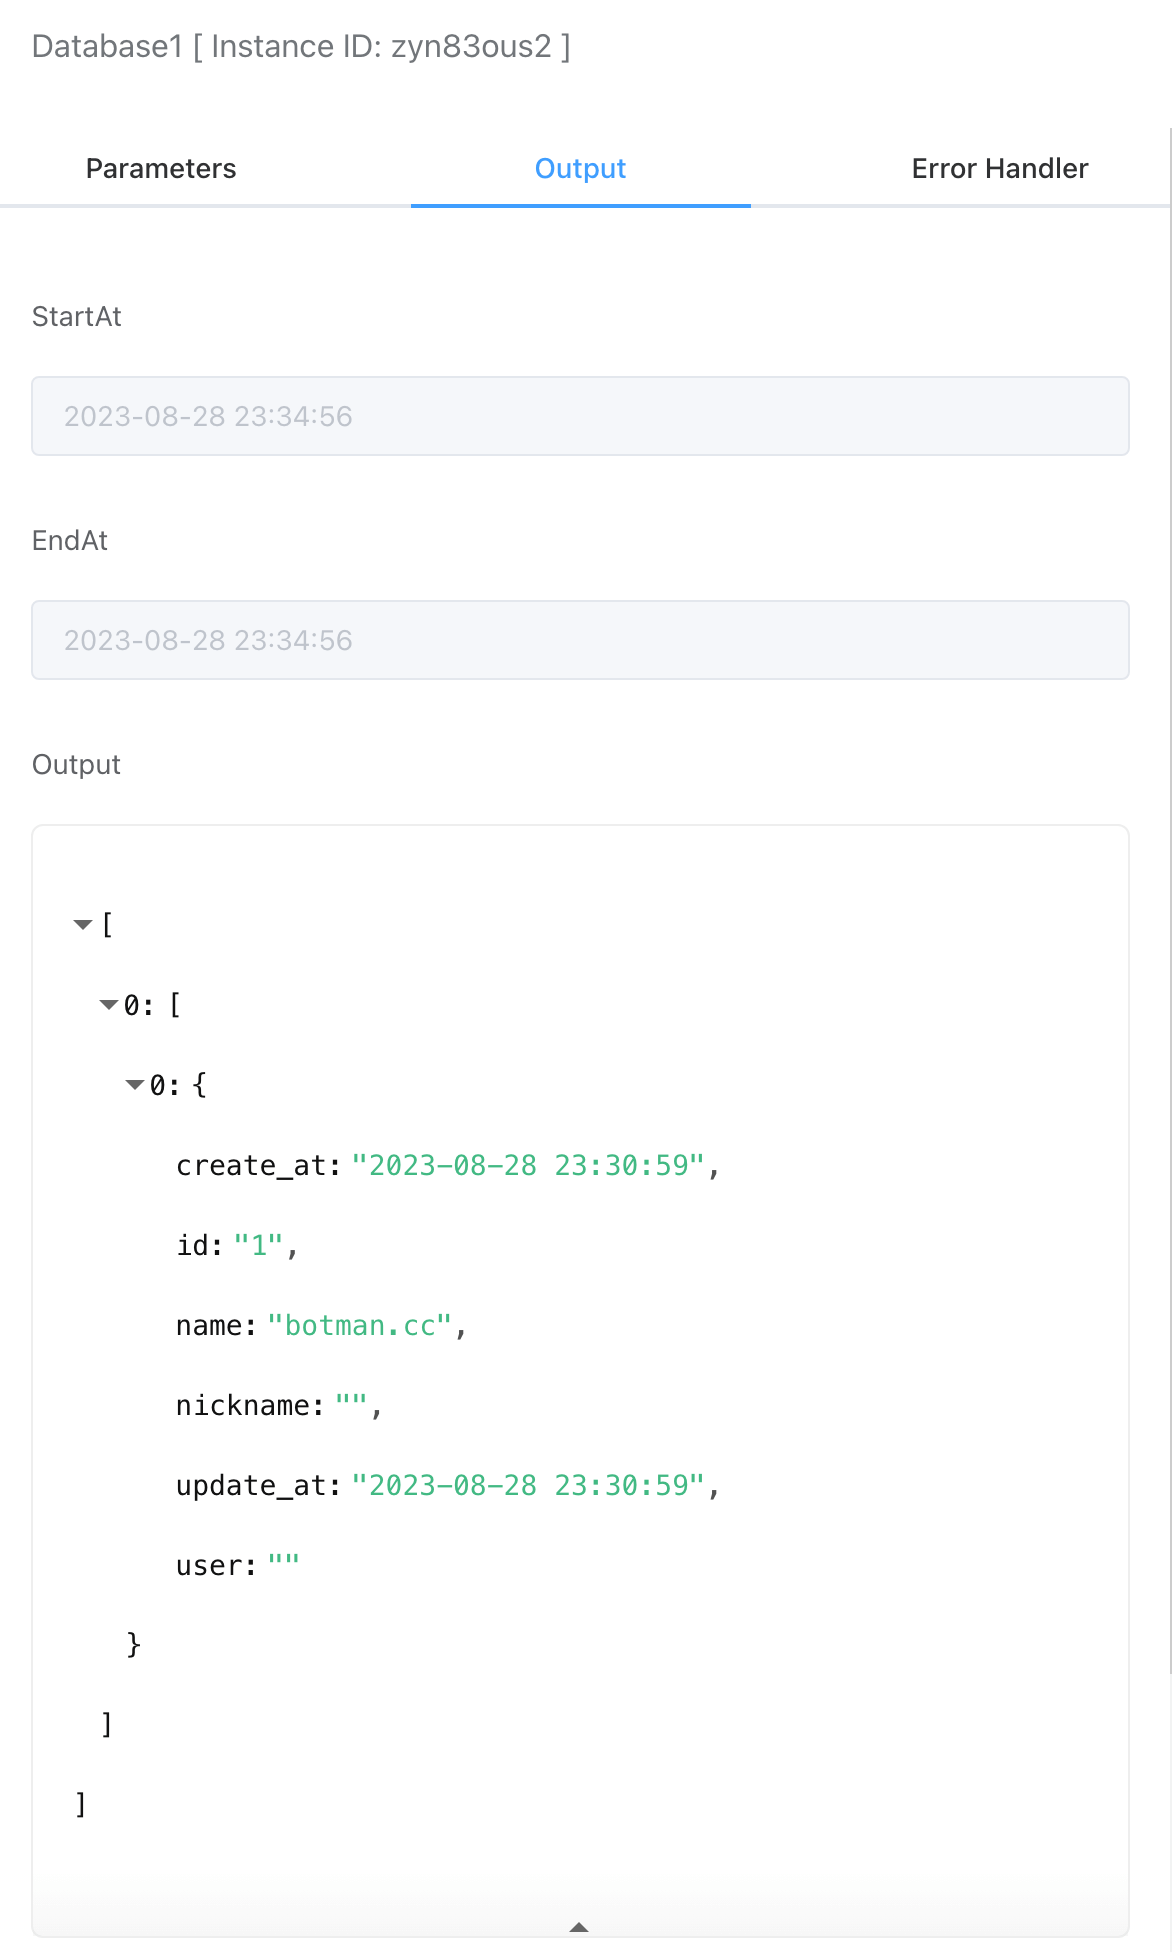 Database1 [ Instance ID: zyn83ous2 ]
Parameters Output Error Handler
StartAt
2023-08-28 23:34:56
EndAt
2023-08-28 23:34:56
Output
[
0: [
0: {
create_at: "2023-08-28 23:30:59",
id: "1",
name: "botman.cc",
nickname: "",
update_at: "2023-08-28 23:30:59",
user: ""
}
]
]